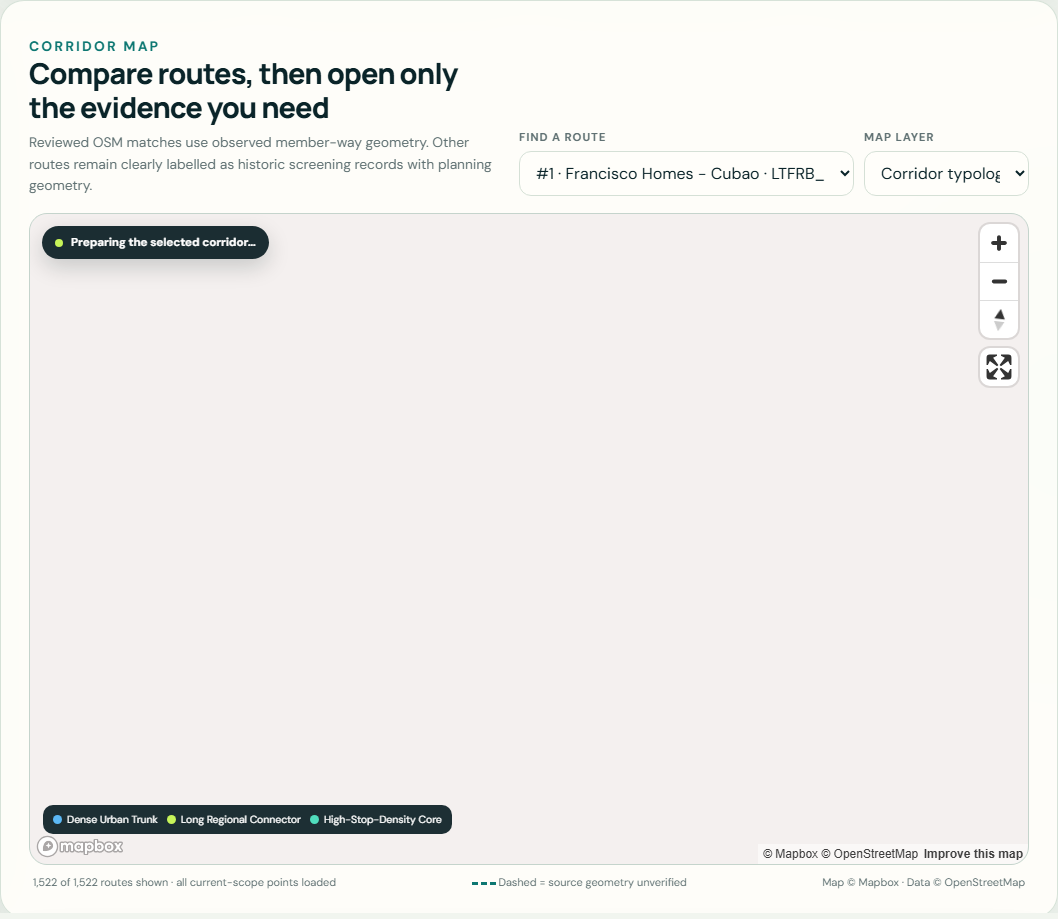 CORRIDOR MAP
Compare routes, then open only
the evidence you need
Reviewed OSM matches use observed member-way geometry. Other
routes remain clearly labelled as historic screening records with planning
geometry.
FIND A ROUTE
#1 · Francisco Homes - Cubao · LTFRB_
MAP LAYER
Corridor typolog
Preparing the selected corridor…
Dense Urban Trunk
Long Regional Connector
High-Stop-Density Core
mapbox
© Mapbox © OpenStreetMap Improve this map
1,522 of 1,522 routes shown · all current-scope points loaded
Dashed = source geometry unverified
Map © Mapbox · Data © OpenStreetMap